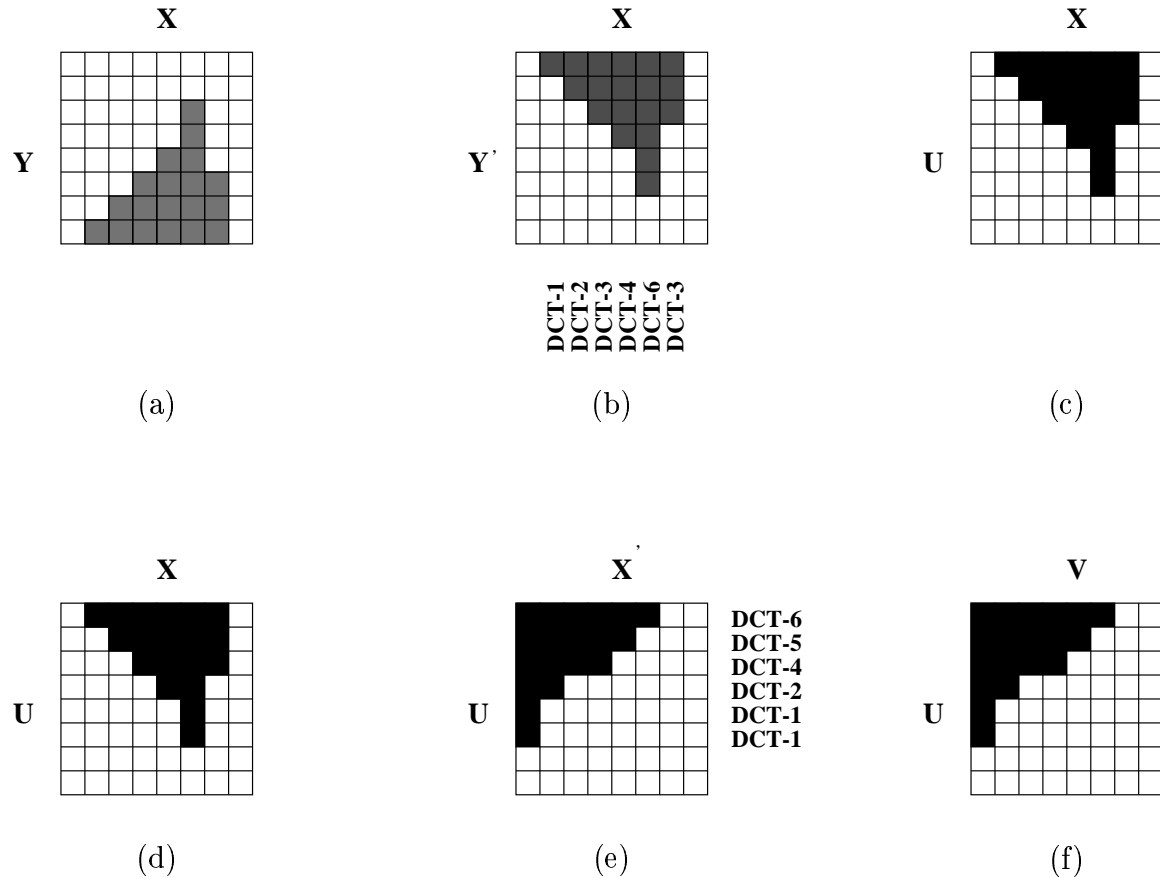 X
X
X
Y
Y'
U
DCT-1
DCT-2
DCT-3
DCT-4
DCT-6
DCT-3
(a)
(b)
(c)
X
X'
V
U
U
U
DCT-6
DCT-5
DCT-4
DCT-2
DCT-1
DCT-1
(d)
(e)
(f)